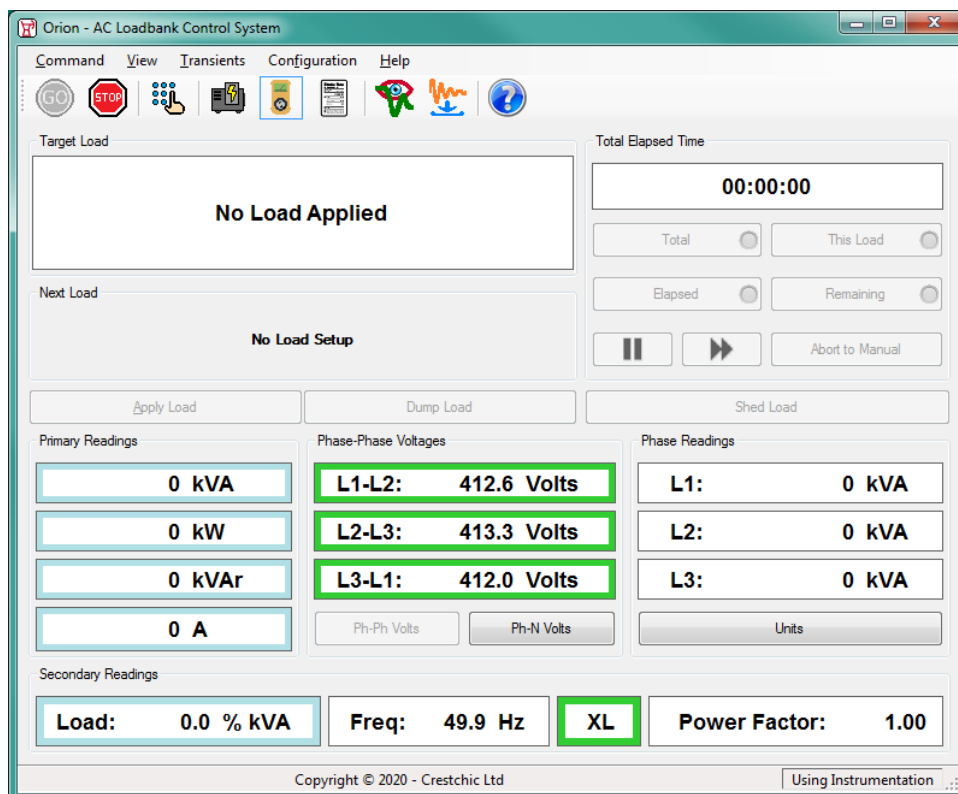 Orion - AC Loadbank Control System
Command View Transients Configuration Help
GO STOP
Target Load
No Load Applied
Total Elapsed Time
00:00:00
Total This Load
Elapsed Remaining
Abort to Manual
Next Load
No Load Setup
Apply Load Dump Load Shed Load
Primary Readings
0 kVA
0 kW
0 kVAr
0 A
Phase-Phase Voltages
L1-L2: 412.6 Volts
L2-L3: 413.3 Volts
L3-L1: 412.0 Volts
Ph-Ph Volts Ph-N Volts
Phase Readings
L1: 0 kVA
L2: 0 kVA
L3: 0 kVA
Units
Secondary Readings
Load: 0.0 % kVA Freq: 49.9 Hz XL Power Factor: 1.00
Copyright © 2020 - Crestchic Ltd Using Instrumentation